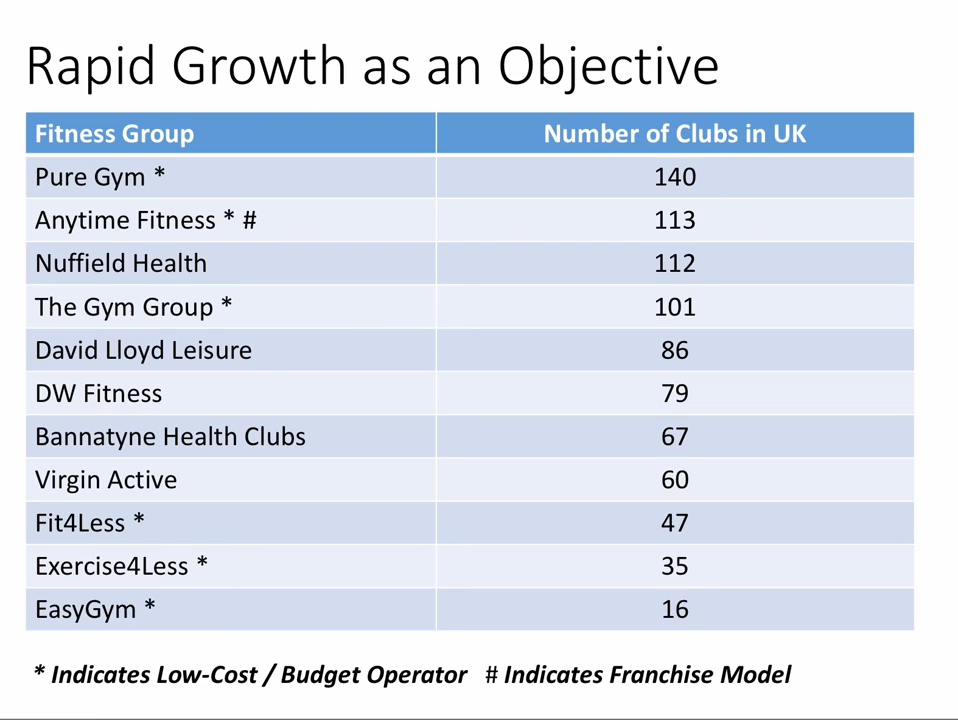 Rapid Growth as an Objective
Fitness Group Number of Clubs in UK
Pure Gym * 140
Anytime Fitness * # 113
Nuffield Health 112
The Gym Group * 101
David Lloyd Leisure 86
DW Fitness 79
Bannatyne Health Clubs 67
Virgin Active 60
Fit4Less * 47
Exercise4Less * 35
EasyGym * 16
* Indicates Low-Cost / Budget Operator # Indicates Franchise Model